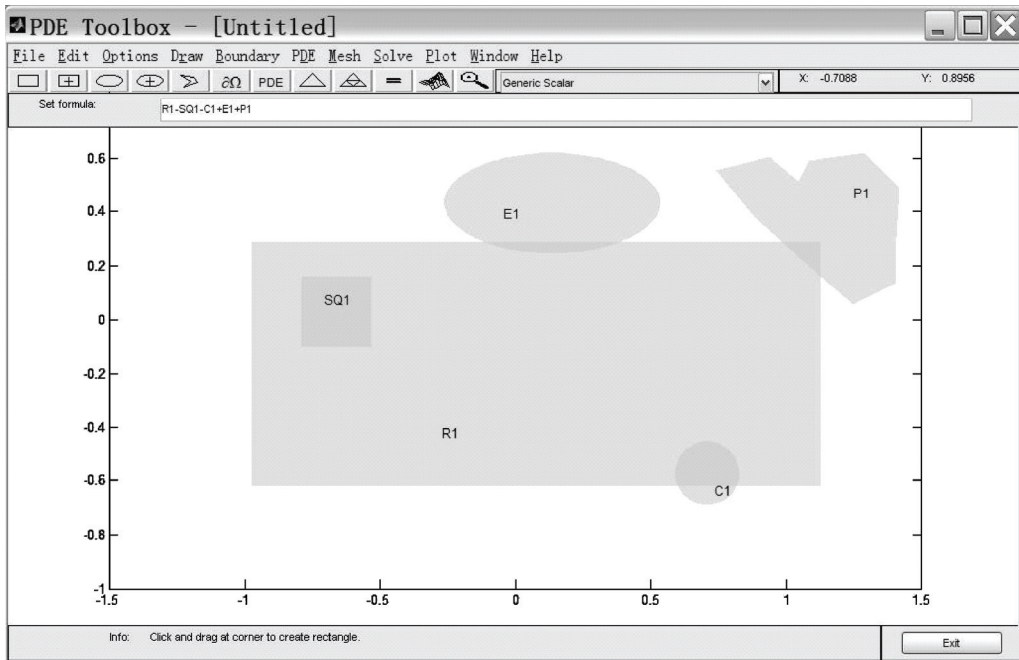 PDE Toolbox - [Untitled]
File Edit Options Draw Boundary PDE Mesh Solve Plot Window Help
∂Ω PDE = Generic Scalar X: -0.7088 Y: 0.8956
Set formula: R1-SQ1-C1+E1+P1
0.6
0.4
0.2
0
-0.2
-0.4
-0.6
-0.8
-1
E1
P1
SQ1
R1
C1
-1.5 -1 -0.5 0 0.5 1 1.5
Info: Click and drag at corner to create rectangle.
Exit